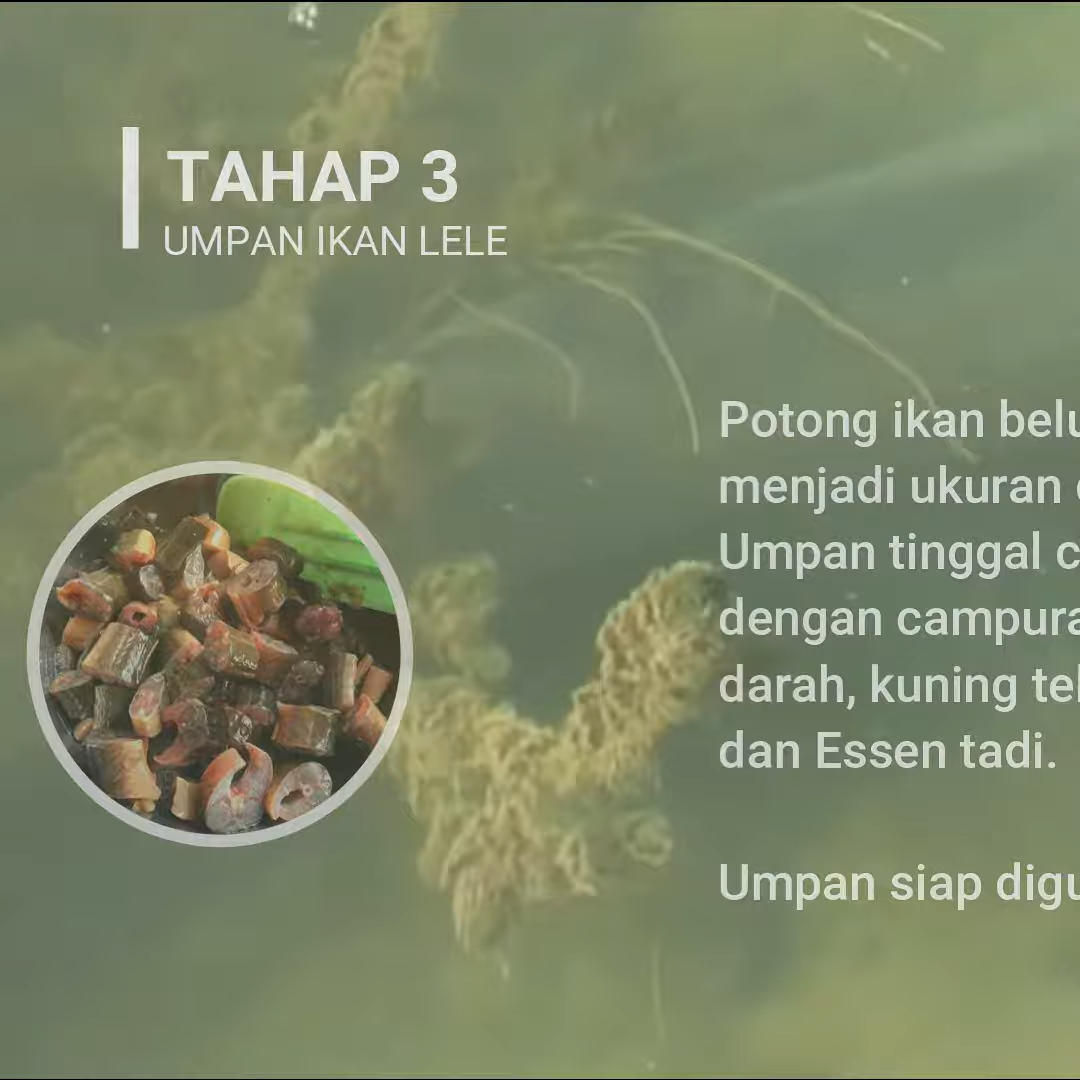 TAHAP 3
UMPAN IKAN LELE
Potong ikan
menjadi ukuran
Umpan tinggal
dengan
darah, kuning
dan Essen tadi.
Umpan siap